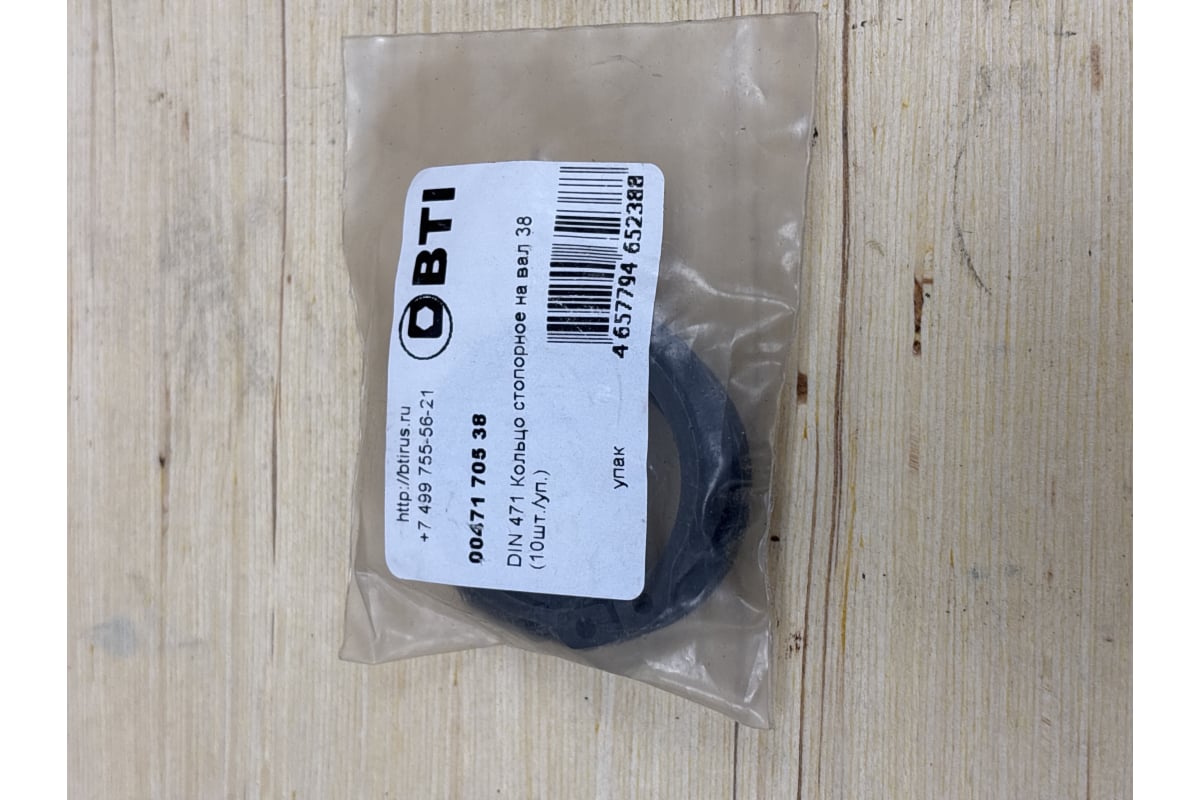 BTI
http://btirus.ru
+7 499 755-56-21
00471 705 38
DIN 471 Кольцо стопорное на вал 38
(10шт./уп.)
упак
4 657794 652388